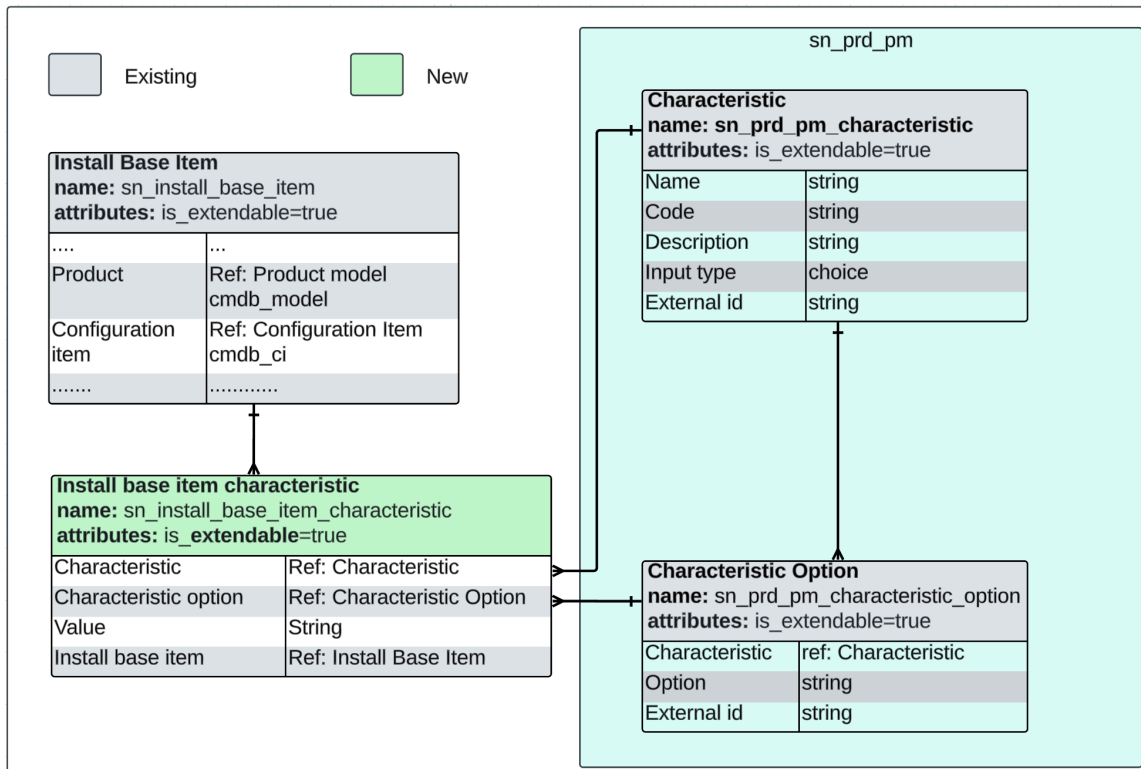 sn_prd_pm
Existing
New
Characteristic
name: sn_prd_pm_characteristic
attributes: is_extendable=true
Name string
Code string
Description string
Input type choice
External id string
Install Base Item
name: sn_install_base_item
attributes: is_extendable=true
.... ...
Product Ref: Product model
cmdb_model
Configuration Ref: Configuration Item
item cmdb_ci
....... ............
Install base item characteristic
name: sn_install_base_item_characteristic
attributes: is_extendable=true
Characteristic Ref: Characteristic
Characteristic option Ref: Characteristic Option
Value String
Install base item Ref: Install Base Item
Characteristic Option
name: sn_prd_pm_characteristic_option
attributes: is_extendable=true
Characteristic ref: Characteristic
Option string
External id string